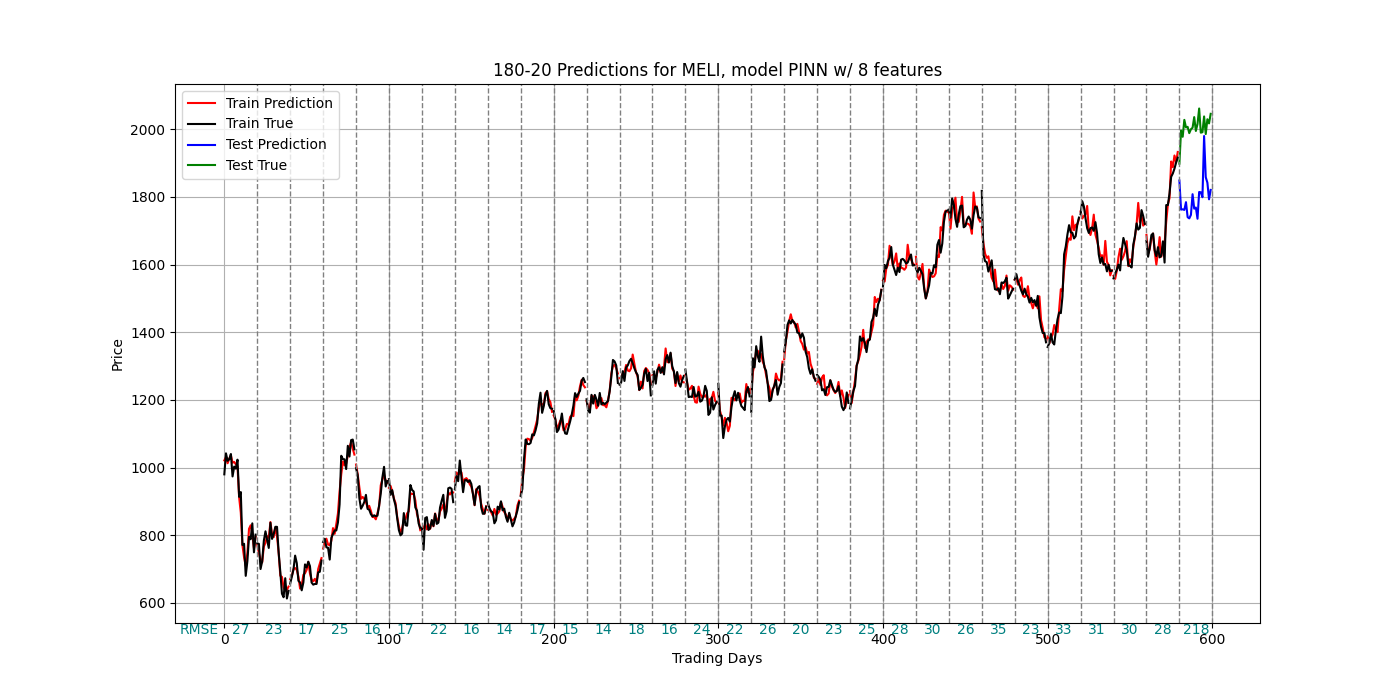 180-20 Predictions for MELI, model PINN w/ 8 features
Train Prediction
Train True
Test Prediction
Test True
Price
2000
1800
1600
1400
1200
1000
800
600
RMSE 27 23 17 25 16 17 22 16 14 17 15 14 18 16 24 22 26 20 23 25 28 30 26 35 23 33 31 30 28 218
0 100 200 300 400 500 600
Trading Days